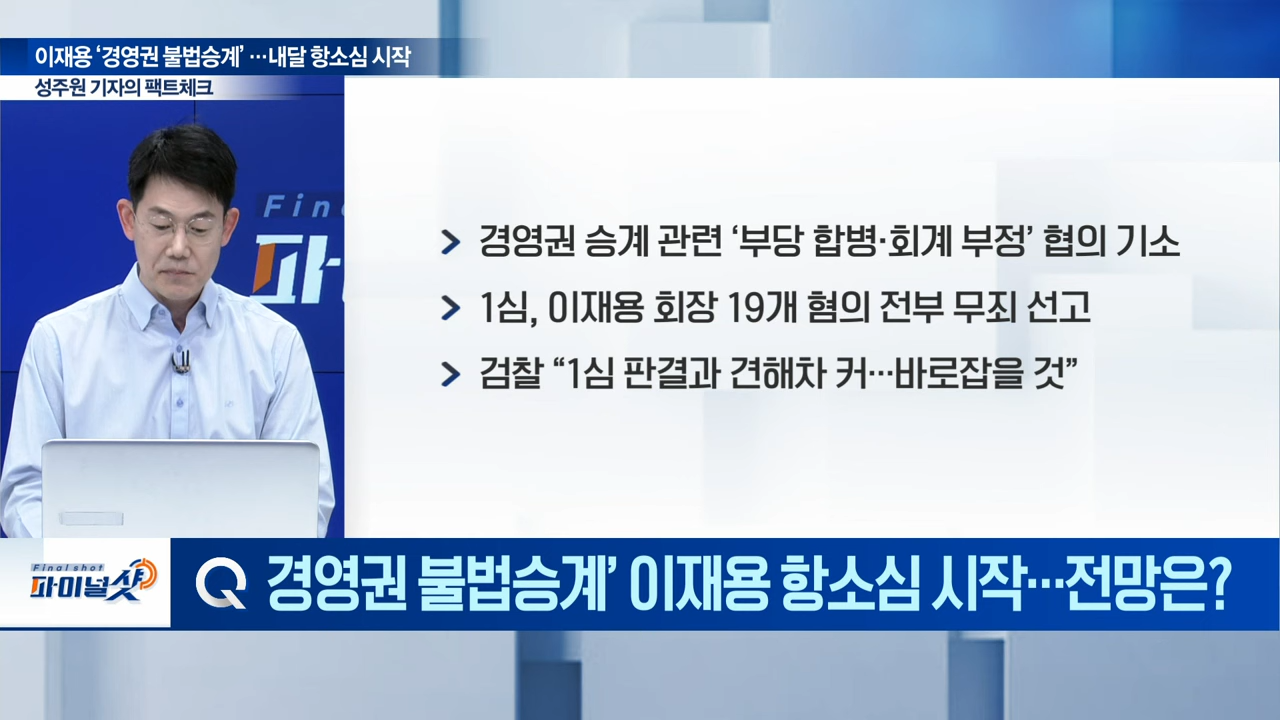 이재용 ‘경영권 불법승계’…내달 항소심 시작
성주원 기자의 팩트체크
Fin
파
경영권 승계 관련 ‘부당 합병·회계 부정’ 협의 기소
1심, 이재용 회장 19개 혐의 전부 무죄 선고
검찰 “1심 판결과 견해차 커…바로잡을 것”
Final shot
파이널샷
Q 경영권 불법승계’ 이재용 항소심 시작…전망은?